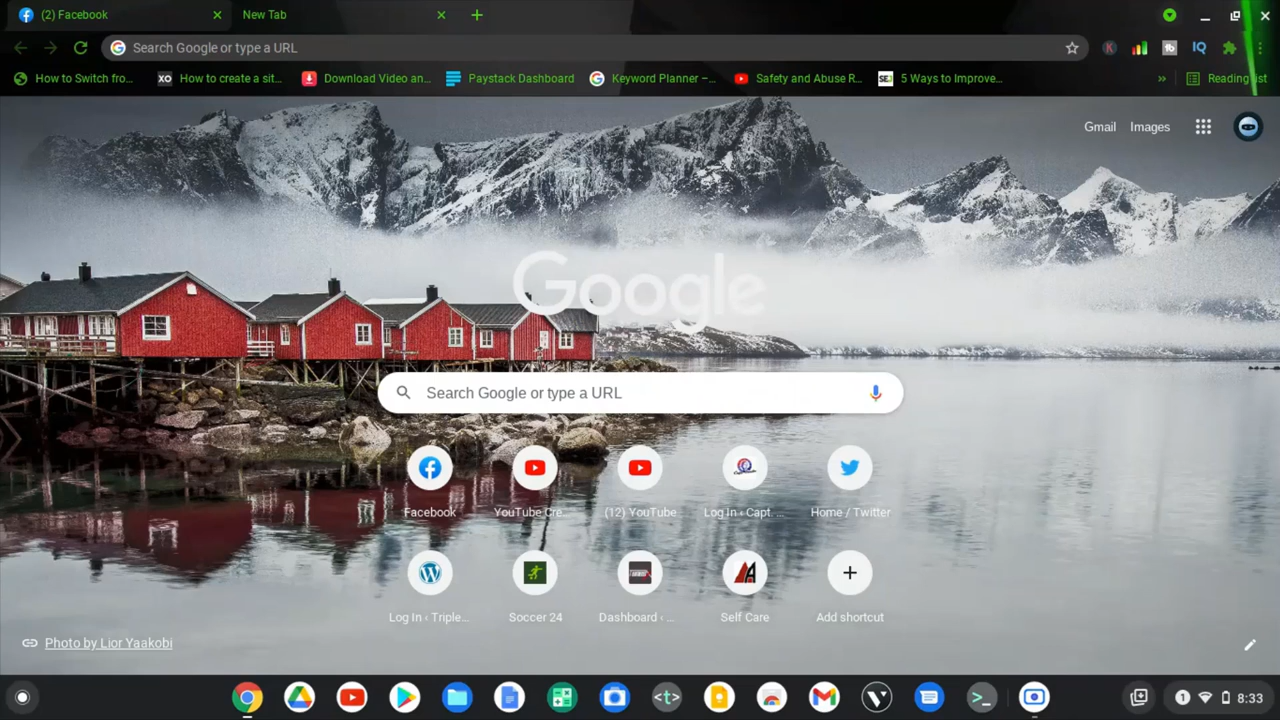 (2) Facebook
New Tab
Search Google or type a URL
How to Switch fro...
XO How to create a sit...
Download Video an...
Paystack Dashboard
Keyword Planner –...
Safety and Abuse R...
5 Ways to Improve...
»
Gmail Images
Google
Search Google or type a URL
Facebook
YouTube Cre...
(12) YouTube
Log In ‹ Capt. ...
Home / Twitter
Log In ‹ Triple...
Soccer 24
Dashboard ‹ ...
Self Care
Add shortcut
Photo by Lior Yaakobi
1 8:33